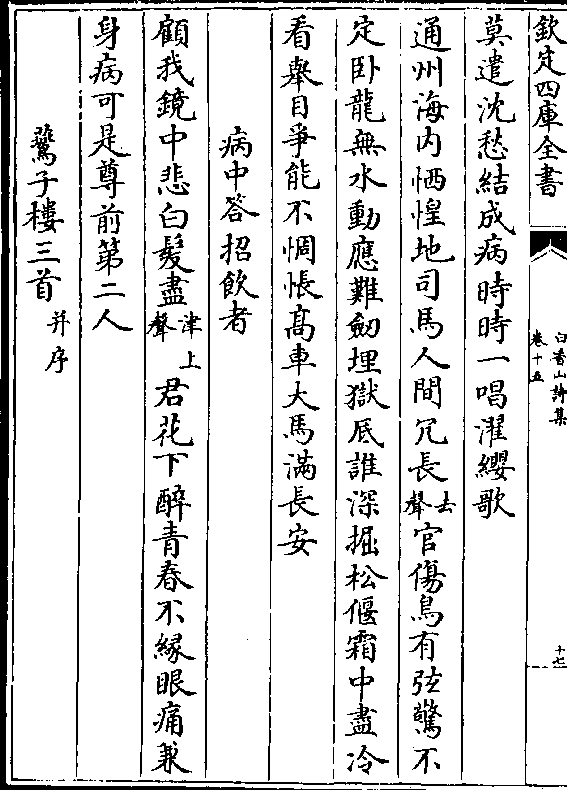 欽定四庫全書
白香山詩集
卷十五
十七
莫遣沈愁結成病時時一唱濯纓歌
通州海内恓惶地司馬人間冗長去聲官傷鳥有弦驚不
定卧龍無水動應難劒埋獄底誰深掘松偃霜中盡冷
看舉目爭能不惆悵髙車大馬滿長安
病中答招飲者
顧我鏡中悲白髮盡津上聲君花下醉青春不縁眼痛兼
身病可是尊前第二人
鷰子樓三首并序